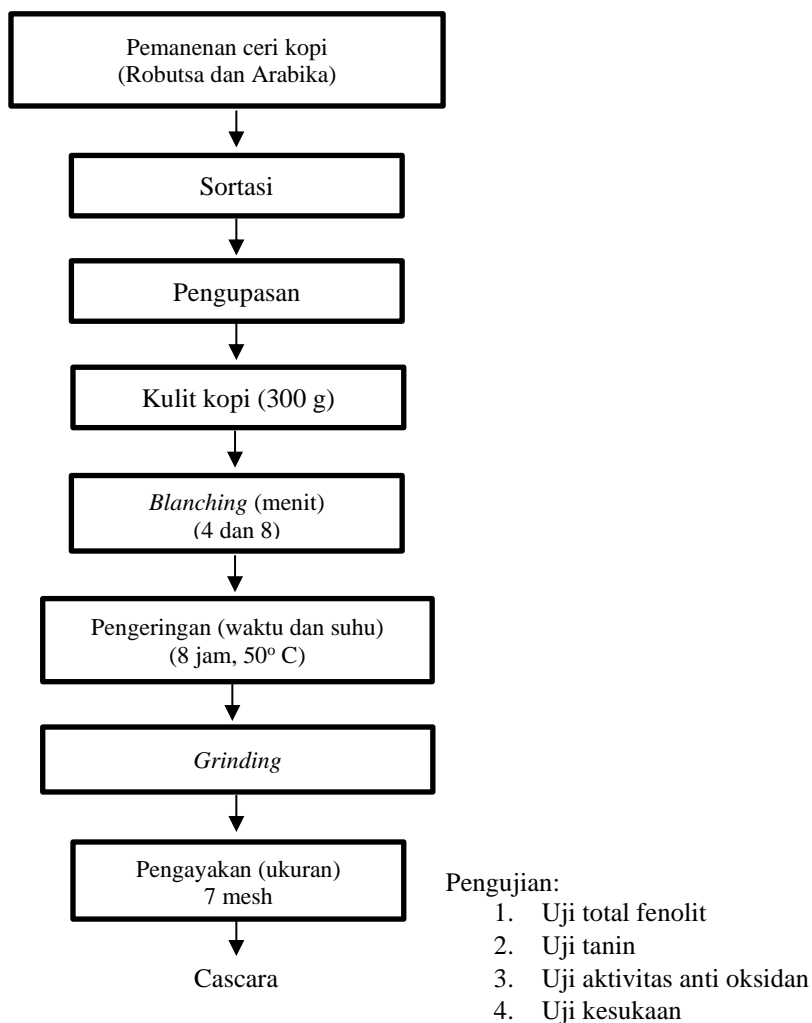 Pemanenan ceri kopi
(Robutsa dan Arabika)
Sortasi
Pengupasan
Kulit kopi (300 g)
Blanching (menit)
(4 dan 8)
Pengeringan (waktu dan suhu)
(8 jam, 50º C)
Grinding
Pengayakan (ukuran)
7 mesh
Cascara
Pengujian:
1. Uji total fenolit
2. Uji tanin
3. Uji aktivitas anti oksidan
4. Uji kesukaan